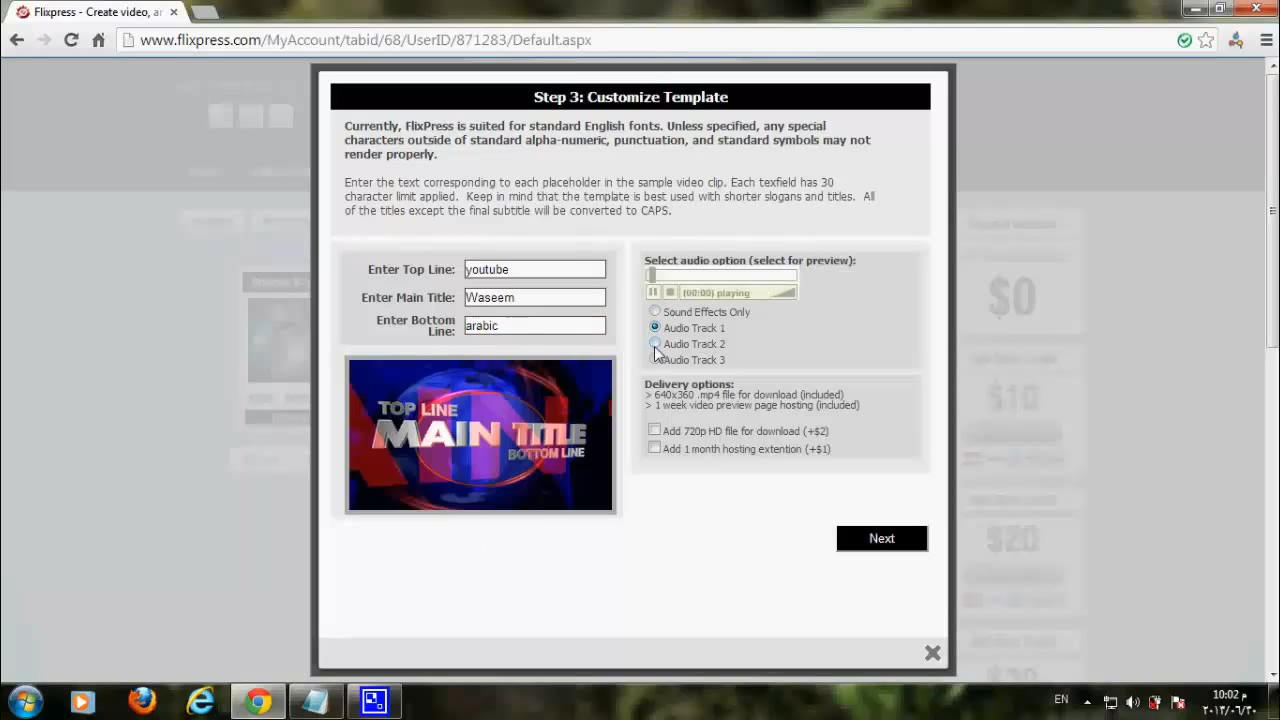 Flixpress - Create video, ar
www.flixpress.com/MyAccount/tabid/68/UserID/871283/Default.aspx
Step 3: Customize Template
Currently, FlixPress is suited for standard English fonts. Unless specified, any special
characters outside of standard alpha-numeric, punctuation, and standard symbols may not
render properly.
Enter the text corresponding to each placeholder in the sample video clip. Each texfield has 30
character limit applied. Keep in mind that the template is best used with shorter slogans and titles. All
of the titles except the final subtitle will be converted to CAPS.
Enter Top Line: youtube
Enter Main Title: Waseem
Enter Bottom
Line: arabic
TOP LINE
MAIN TITLE
BOTTOM LINE
Select audio option (select for preview):
(00:00) playing
Sound Effects Only
Audio Track 1
Audio Track 2
Audio Track 3
Delivery options:
> 640x360 .mp4 file for download (included)
> 1 week video preview page hosting (included)
Add 720p HD file for download (+$2)
Add 1 month hosting extention (+$1)
Next
$0
$10
$20
EN
10:02 م
٢٠١٣/٠٦/٢٠